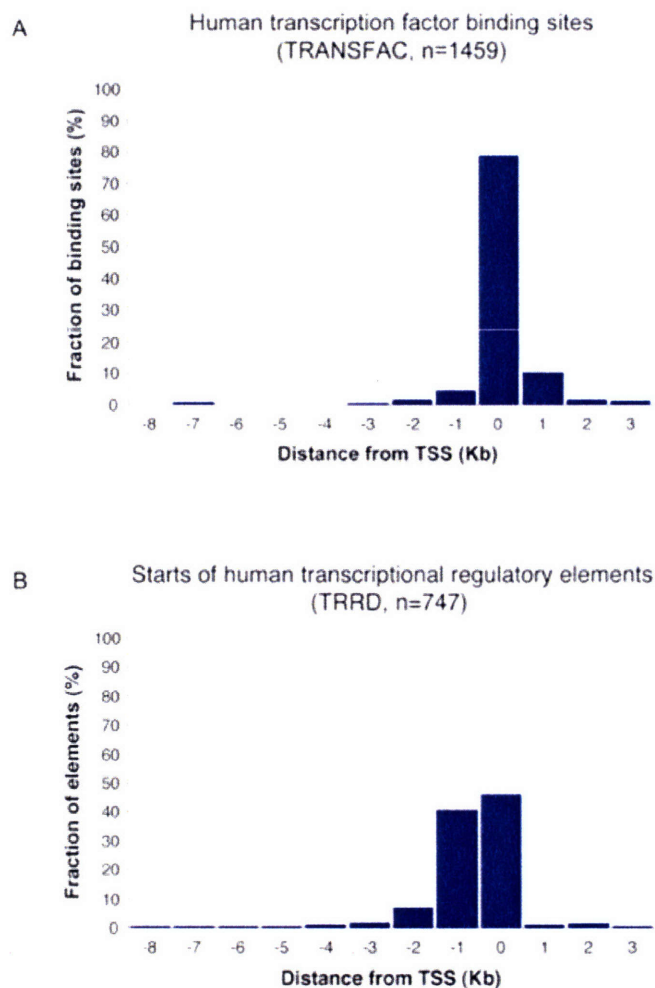 A
Human transcription factor binding sites
(TRANSFAC, n=1459)
Fraction of binding sites (%)
100
90
80
70
60
50
40
30
20
10
0
-8 -7 -6 -5 -4 -3 -2 -1 0 1 2 3
Distance from TSS (Kb)
B
Starts of human transcriptional regulatory elements
(TRRD, n=747)
Fraction of elements (%)
100
90
80
70
60
50
40
30
20
10
0
-8 -7 -6 -5 -4 -3 -2 -1 0 1 2 3
Distance from TSS (Kb)